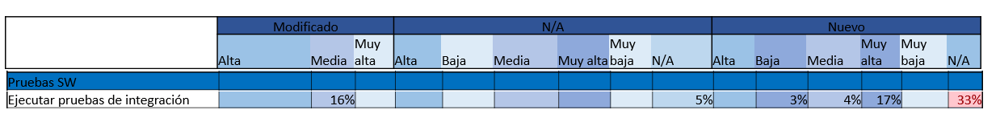 Modificado N/A Nuevo
Alta Media Muy alta Alta Baja Media Muy alta Muy baja N/A Alta Baja Media Muy alta Muy baja N/A
Pruebas SW
Ejecutar pruebas de integración 16% 5% 3% 4% 17% 33%